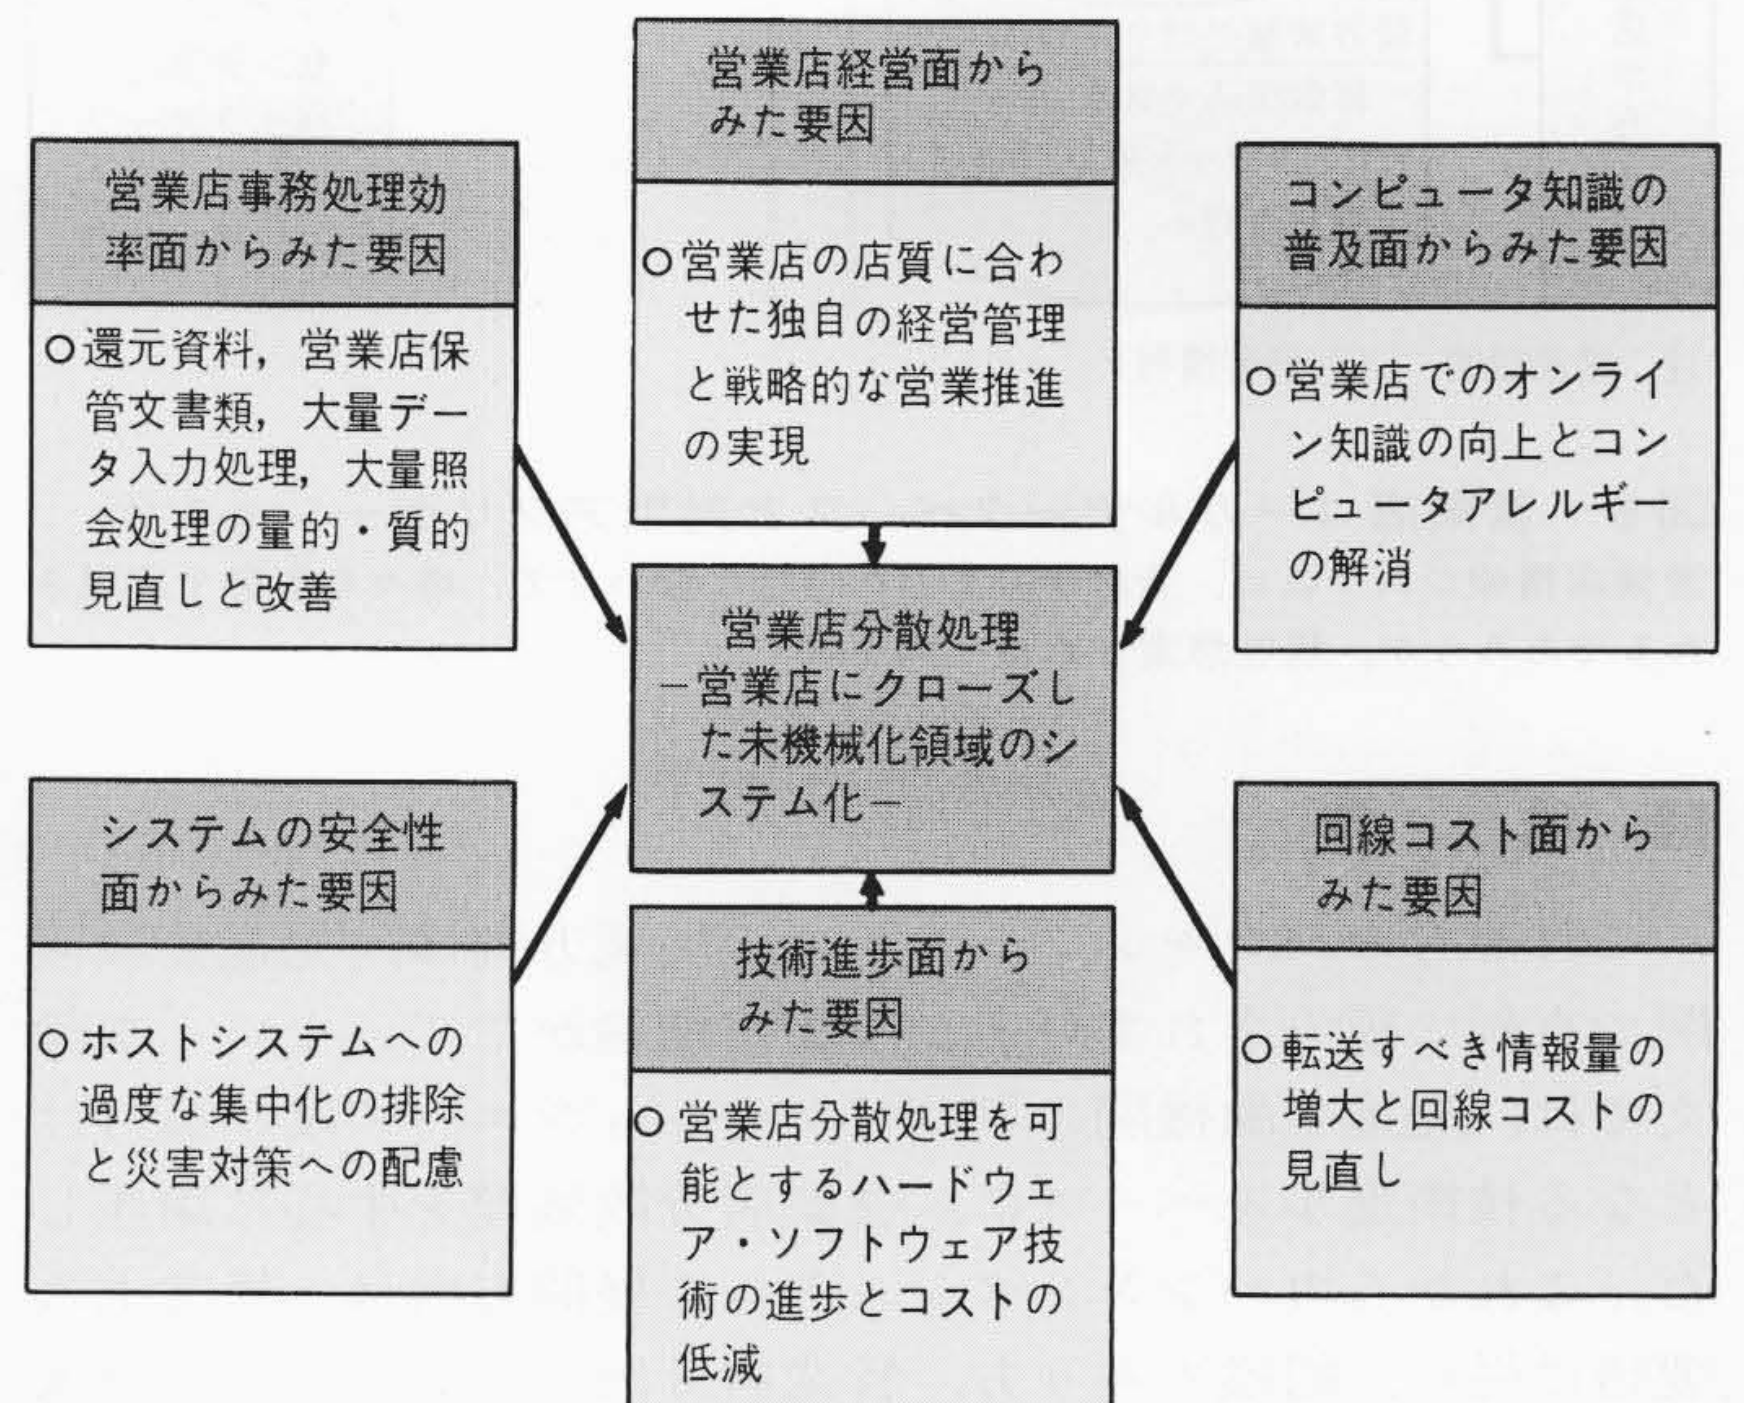 営業店経営面から
みた要因
○営業店の店質に合わ
せた独自の経営管理
と戦略的な営業推進
の実現
営業店事務処理効
率面からみた要因
○還元資料，営業店保
管文書類，大量デー
タ入力処理，大量照
会処理の量的・質的
見直しと改善
コンピュータ知識の
普及面からみた要因
○営業店でのオンライ
ン知識の向上とコン
ピュータアレルギー
の解消
営業店分散処理
－営業店にクローズし
た未機械化領域のシ
ステム化－
システムの安全性
面からみた要因
○ホストシステムへの
過度な集中化の排除
と災害対策への配慮
技術進歩面から
みた要因
○営業店分散処理を可
能とするハードウェ
ア・ソフトウェア技
術の進歩とコストの
低減
回線コスト面から
みた要因
○転送すべき情報量の
増大と回線コストの
見直し